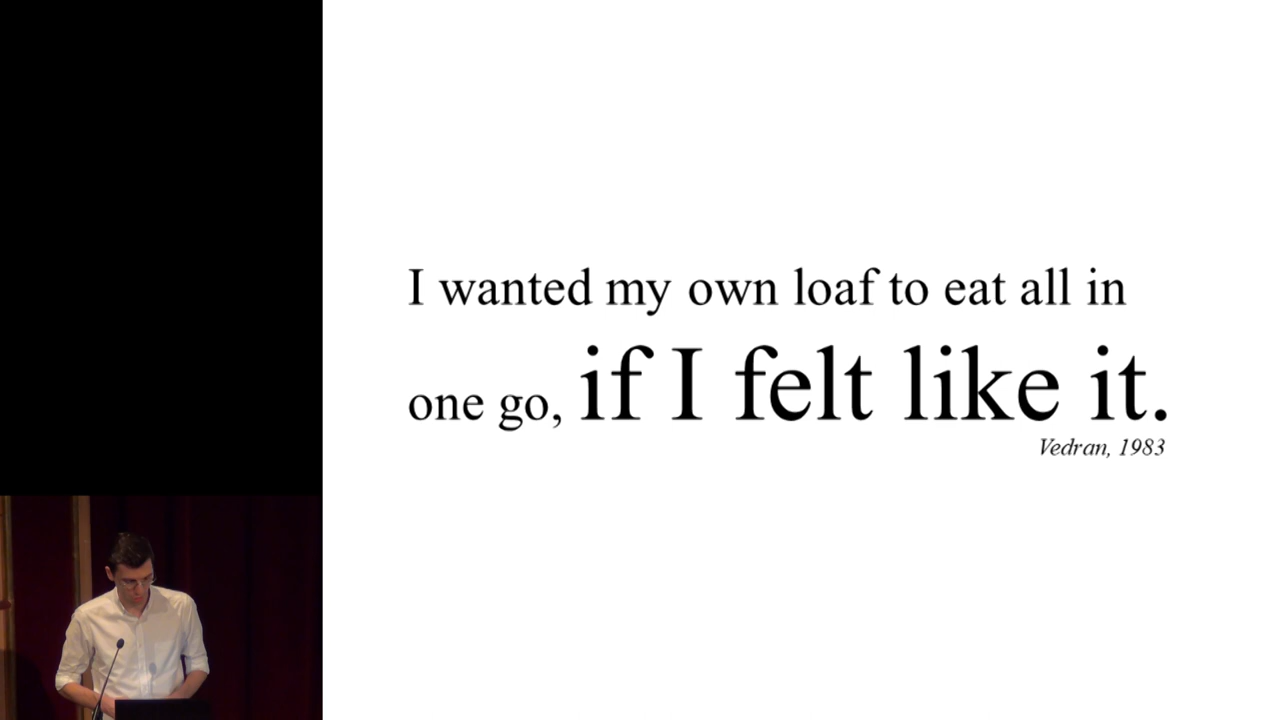 I wanted my own loaf to eat all in
one go, if I felt like it.
Vedran, 1983